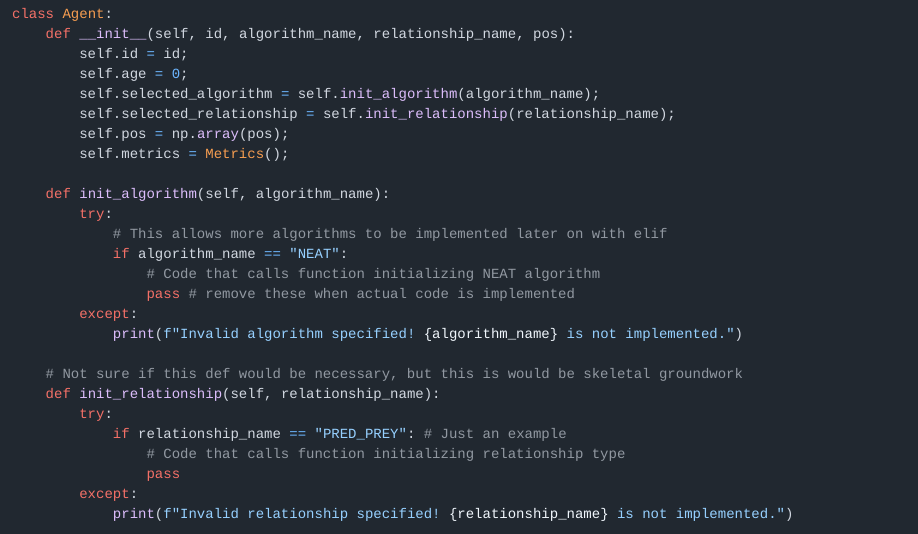 class Agent:
    def __init__(self, id, algorithm_name, relationship_name, pos):
        self.id = id;
        self.age = 0;
        self.selected_algorithm = self.init_algorithm(algorithm_name);
        self.selected_relationship = self.init_relationship(relationship_name);
        self.pos = np.array(pos);
        self.metrics = Metrics();

    def init_algorithm(self, algorithm_name):
        try:
            # This allows more algorithms to be implemented later on with elif
            if algorithm_name == "NEAT":
                # Code that calls function initializing NEAT algorithm
                pass # remove these when actual code is implemented
        except:
            print(f"Invalid algorithm specified! {algorithm_name} is not implemented.")

    # Not sure if this def would be necessary, but this is would be skeletal groundwork
    def init_relationship(self, relationship_name):
        try:
            if relationship_name == "PRED_PREY": # Just an example
                # Code that calls function initializing relationship type
                pass
        except:
            print(f"Invalid relationship specified! {relationship_name} is not implemented.")